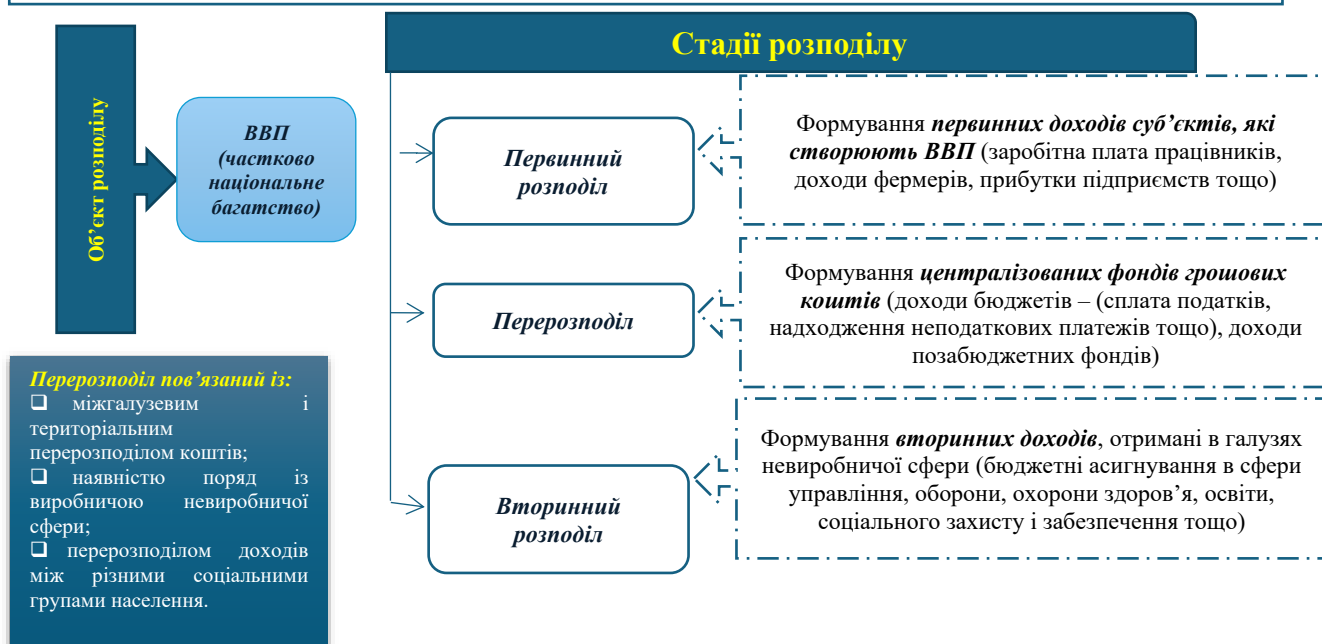 Стадії розподілу
Об’єкт розподілу
ВВП
(частково
національне
багатство)
Первинний
розподіл
Формування первинних доходів суб’єктів, які
створюють ВВП (заробітна плата працівників,
доходи фермерів, прибутки підприємств тощо)
Перерозподіл
Формування централізованих фондів грошових
коштів (доходи бюджетів – (сплата податків,
надходження неподаткових платежів тощо), доходи
позабюджетних фондів)
Вторинний
розподіл
Формування вторинних доходів, отримані в галузях
невиробничої сфери (бюджетні асигнування в сфери
управління, оборони, охорони здоров’я, освіти,
соціального захисту і забезпечення тощо)
Перерозподіл пов’язаний із:
❑ міжгалузевим і
територіальним
перерозподілом коштів;
❑ наявністю поряд із
виробничою невиробничої
сфери;
❑ перерозподілом доходів
між різними соціальними
групами населення.